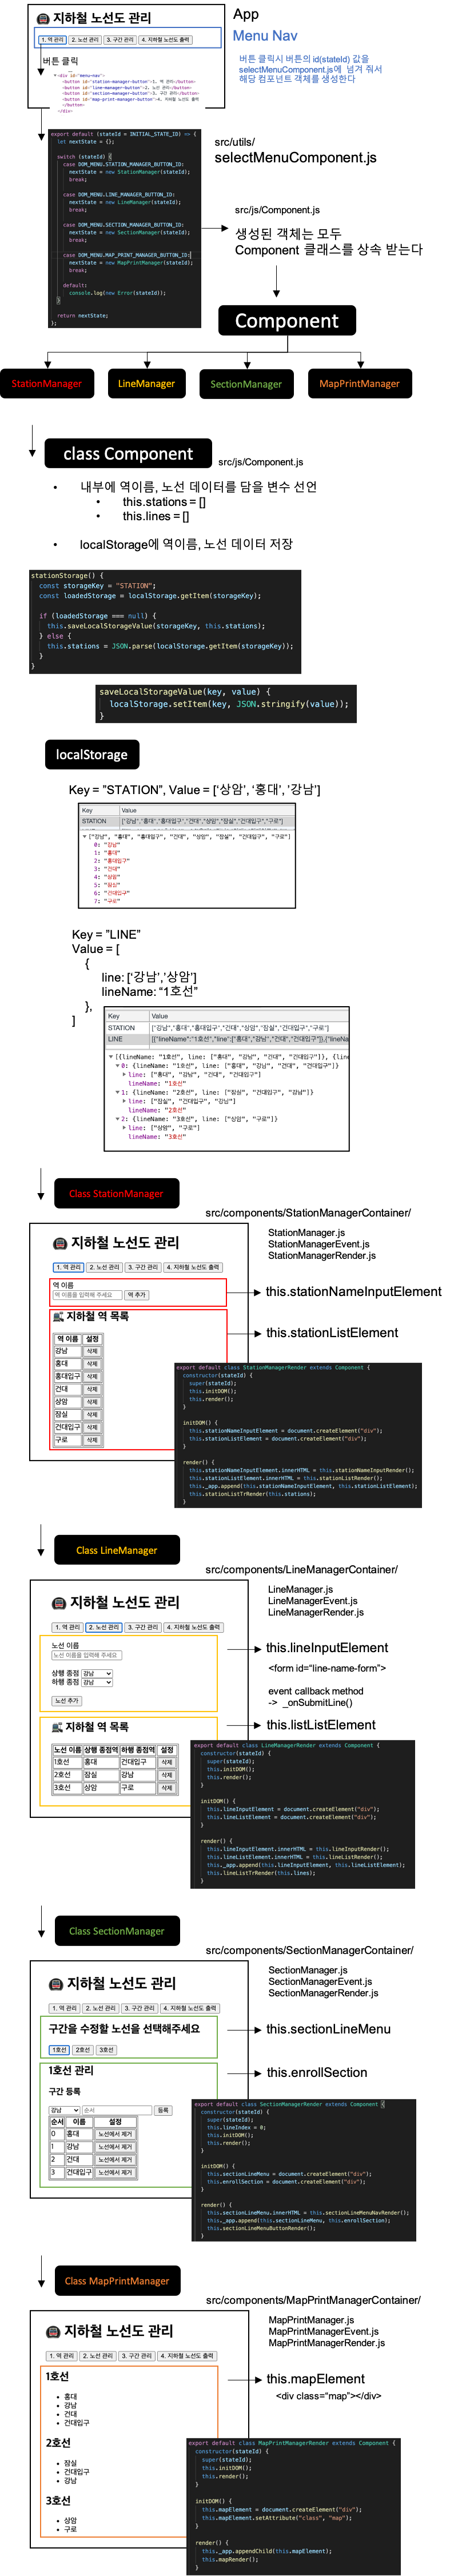 🚇 지하철 노선도 관리
1. 역 관리 2. 노선 관리 3. 구간 관리 4. 지하철 노선도 출력
버튼 클릭
<div id="menu-nav">
<button id="station-manager-button">1. 역 관리</button>
<button id="line-manager-button">2. 노선 관리</button>
<button id="section-manager-button">3. 구간 관리</button>
<button id="map-print-manager-button">4. 지하철 노선도 출력
</button>
</div>
App
Menu Nav
버튼 클릭시 버튼의 id(stateId) 값을
selectMenuComponent.js에 넘겨 줘서
해당 컴포넌트 객체를 생성한다
export default (stateId = INITIAL_STATE_ID) => {
let nextState = {};
switch (stateId) {
case DOM_MENU.STATION_MANAGER_BUTTON_ID:
nextState = new StationManager(stateId);
break;
case DOM_MENU.LINE_MANAGER_BUTTON_ID:
nextState = new LineManager(stateId);
break;
case DOM_MENU.SECTION_MANAGER_BUTTON_ID:
nextState = new SectionManager(stateId);
break;
case DOM_MENU.MAP_PRINT_MANAGER_BUTTON_ID:
nextState = new MapPrintManager(stateId);
break;
default:
console.log(new Error(stateId));
}
return nextState;
};
src/utils/
selectMenuComponent.js
src/js/Component.js
생성된 객체는 모두
Component 클래스를 상속 받는다
Component
StationManager
LineManager
SectionManager
MapPrintManager
class Component
src/js/Component.js
• 내부에 역이름, 노선 데이터를 담을 변수 선언
• this.stations = []
• this.lines = []
• localStorage에 역이름, 노선 데이터 저장
stationStorage() {
const storageKey = "STATION";
const loadedStorage = localStorage.getItem(storageKey);
if (loadedStorage === null) {
this.saveLocalStorageValue(storageKey, this.stations);
} else {
this.stations = JSON.parse(localStorage.getItem(storageKey));
}
}
saveLocalStorageValue(key, value) {
localStorage.setItem(key, JSON.stringify(value));
}
localStorage
Key = ”STATION”, Value = [‘상암’, ‘홍대’, ‘강남’]
Key Value
STATION ["강남","홍대","홍대입구","건대","상암","잠실","건대입구","구로"]
▼ ["강남", "홍대", "홍대입구", "건대", "상암", "잠실", "건대입구", "구로"]
0: "강남"
1: "홍대"
2: "홍대입구"
3: "건대"
4: "상암"
5: "잠실"
6: "건대입구"
7: "구로"
Key = ”LINE”
Value = [
{
line: [‘강남’,’상암’]
lineName: “1호선”
},
]
Key Value
STATION ["강남","홍대","홍대입구","건대","상암","잠실","건대입구","구로"]
LINE [{"lineName":"1호선","line":["홍대","강남","건대","건대입구"]},{"lineNa
▼ [{lineName: "1호선", line: ["홍대", "강남", "건대", "건대입구"]}, {line
▼ 0: {lineName: "1호선", line: ["홍대", "강남", "건대", "건대입구"]}
▶ line: ["홍대", "강남", "건대", "건대입구"]
lineName: "1호선"
▼ 1: {lineName: "2호선", line: ["잠실", "건대입구", "강남"]}
▶ line: ["잠실", "건대입구", "강남"]
lineName: "2호선"
▼ 2: {lineName: "3호선", line: ["상암", "구로"]}
▶ line: ["상암", "구로"]
lineName: "3호선"
Class StationManager
src/components/StationManagerContainer/
StationManager.js
StationManagerEvent.js
StationManagerRender.js
🚇 지하철 노선도 관리
1. 역 관리 2. 노선 관리 3. 구간 관리 4. 지하철 노선도 출력
역 이름
역 이름을 입력해 주세요 역 추가
this.stationNameInputElement
🚉 지하철 역 목록
this.stationListElement
역 이름 설정
강남 삭제
홍대 삭제
홍대입구 삭제
건대 삭제
상암 삭제
잠실 삭제
건대입구 삭제
구로 삭제
export default class StationManagerRender extends Component {
constructor(stateId) {
super(stateId);
this.initDOM();
this.render();
}
initDOM() {
this.stationNameInputElement = document.createElement("div");
this.stationListElement = document.createElement("div");
}
render() {
this.stationNameInputElement.innerHTML = this.stationNameInputRender();
this.stationListElement.innerHTML = this.stationListRender();
this._app.append(this.stationNameInputElement, this.stationListElement);
this.stationListTrRender(this.stations);
}
Class LineManager
src/components/LineManagerContainer/
LineManager.js
LineManagerEvent.js
LineManagerRender.js
🚇 지하철 노선도 관리
1. 역 관리 2. 노선 관리 3. 구간 관리 4. 지하철 노선도 출력
노선 이름
노선 이름을 입력해 주세요
상행 종점 강남
하행 종점 강남
노선 추가
this.lineInputElement
<form id=“line-name-form”>
event callback method
-> _onSubmitLine()
🚉 지하철 역 목록
this.listListElement
노선 이름 상행 종점역 하행 종점역 설정
1호선 홍대 건대입구 삭제
2호선 잠실 강남 삭제
3호선 상암 구로 삭제
export default class LineManagerRender extends Component {
constructor(stateId) {
super(stateId);
this.initDOM();
this.render();
}
initDOM() {
this.lineInputElement = document.createElement("div");
this.lineListElement = document.createElement("div");
}
render() {
this.lineInputElement.innerHTML = this.lineInputRender();
this.lineListElement.innerHTML = this.lineListRender();
this._app.append(this.lineInputElement, this.lineListElement);
this.lineListTrRender(this.lines);
}
Class SectionManager
src/components/SectionManagerContainer/
SectionManager.js
SectionManagerEvent.js
SectionManagerRender.js
🚇 지하철 노선도 관리
1. 역 관리 2. 노선 관리 3. 구간 관리 4. 지하철 노선도 출력
구간을 수정할 노선을 선택해주세요
1호선 2호선 3호선
this.sectionLineMenu
1호선 관리
this.enrollSection
구간 등록
강남 순서 등록
순서 이름 설정
0 홍대 노선에서 제거
1 강남 노선에서 제거
2 건대 노선에서 제거
3 건대입구 노선에서 제거
export default class SectionManagerRender extends Component {
constructor(stateId) {
super(stateId);
this.lineIndex = 0;
this.initDOM();
this.render();
}
initDOM() {
this.sectionLineMenu = document.createElement("div");
this.enrollSection = document.createElement("div");
}
render() {
this.sectionLineMenu.innerHTML = this.sectionLineMenuNavRender();
this._app.append(this.sectionLineMenu, this.enrollSection);
this.sectionLineMenuButtonRender();
}
Class MapPrintManager
src/components/MapPrintManagerContainer/
MapPrintManager.js
MapPrintManagerEvent.js
MapPrintManagerRender.js
🚇 지하철 노선도 관리
1. 역 관리 2. 노선 관리 3. 구간 관리 4. 지하철 노선도 출력
this.mapElement
<div class=“map”></div>
1호선
• 홍대
• 강남
• 건대
• 건대입구
2호선
• 잠실
• 건대입구
• 강남
3호선
• 상암
• 구로
export default class MapPrintManagerRender extends Component {
constructor(stateId) {
super(stateId);
this.initDOM();
this.render();
}
initDOM() {
this.mapElement = document.createElement("div");
this.mapElement.setAttribute("class", "map");
}
render() {
this._app.appendChild(this.mapElement);
this.mapRender();
}